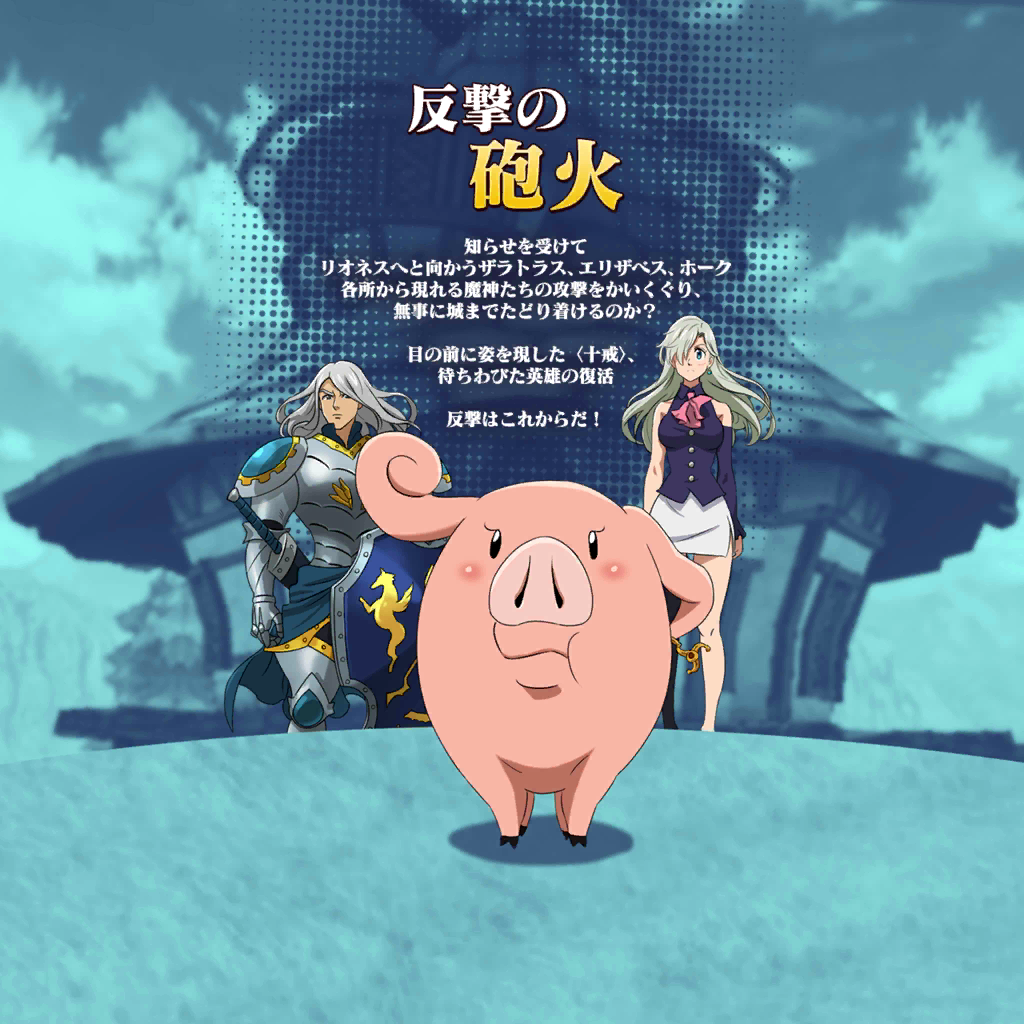 反撃の
砲火
知らせを受けて
リオネスへと向かうザラトラス、エリザベス、ホーク
各所から現れる魔神たちの攻撃をかいくぐり、
無事に城までたどり着けるのか？
目の前に姿を現した〈十戒〉、
待ちわびた英雄の復活
反撃はこれからだ！